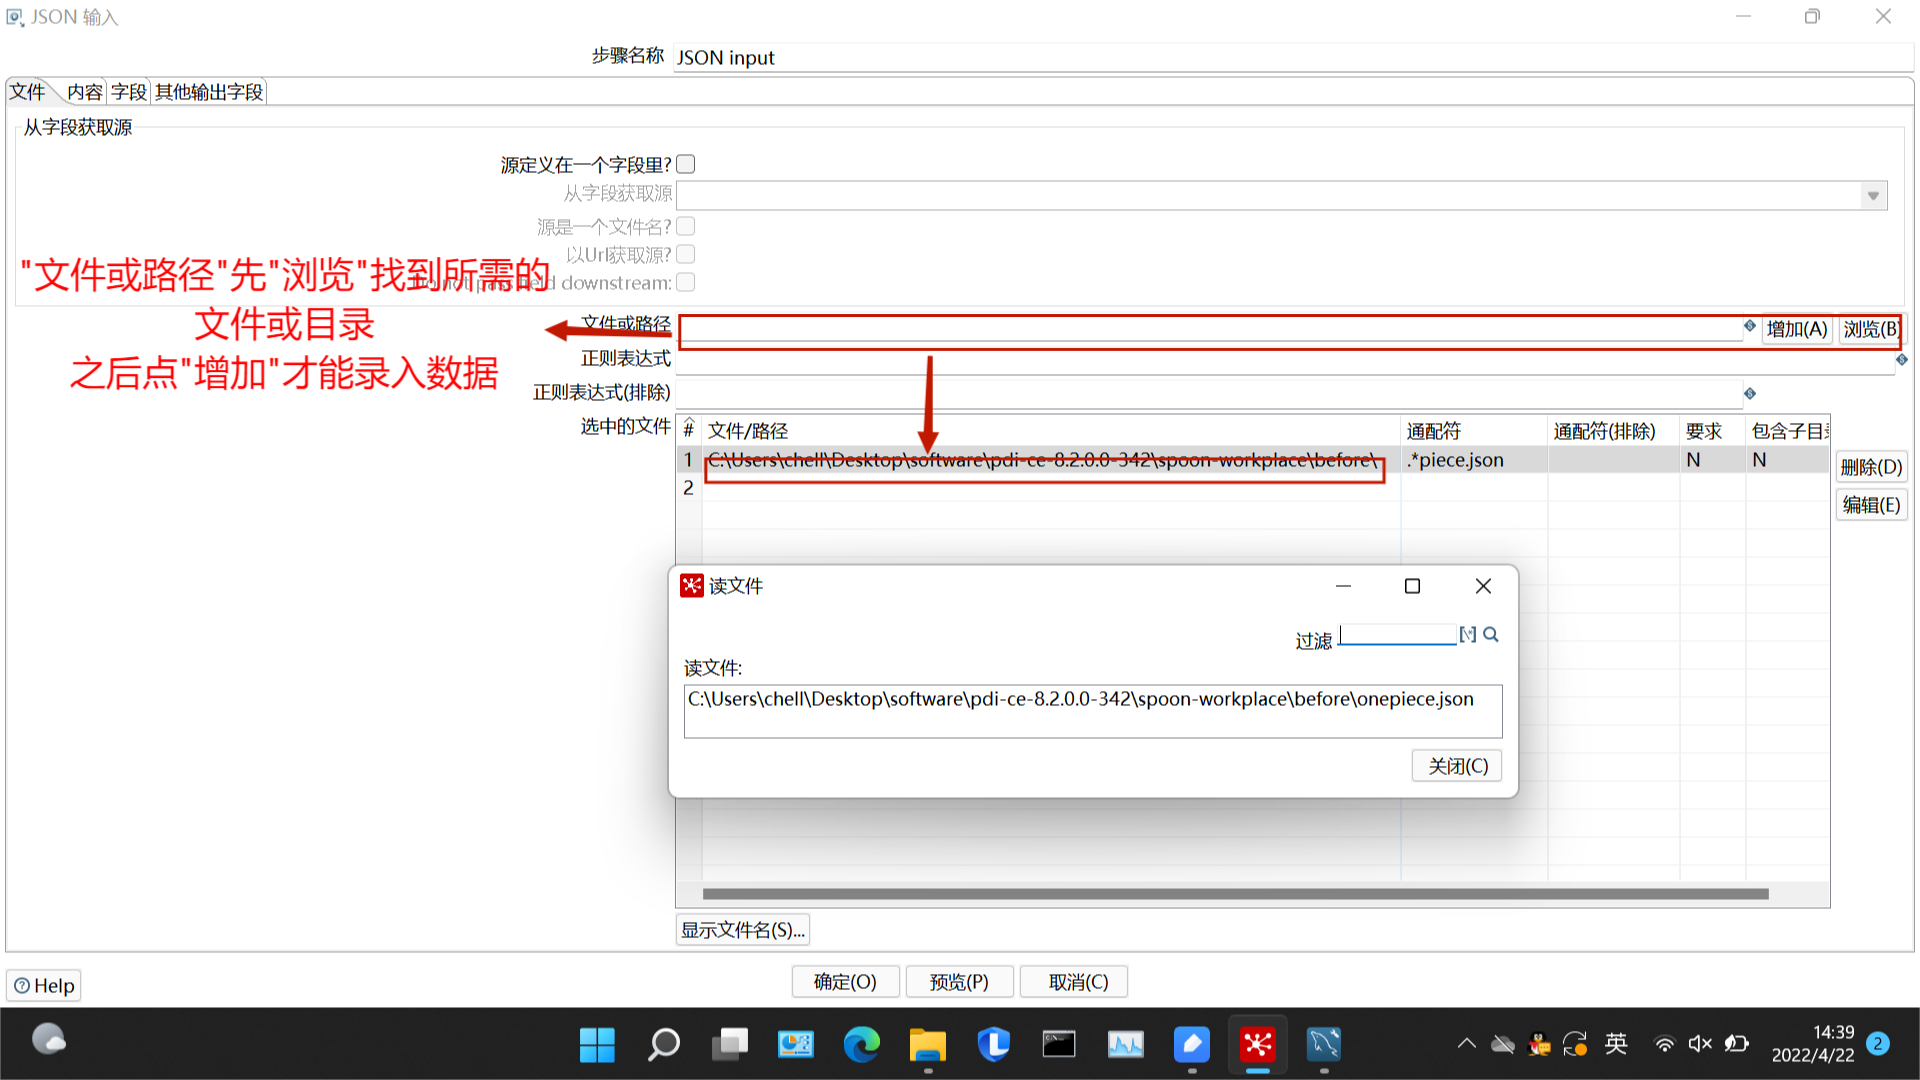 JSON 输入
步骤名称 JSON input
文件 内容 字段 其他输出字段
从字段获取源
源定义在一个字段里?
从字段获取源
源是一个文件名?
以Url获取源?
downstream:
"文件或路径"先"浏览"找到所需的
文件或目录
之后点"增加"才能录入数据
文件或路径 增加(A) 浏览(B)
正则表达式
正则表达式(排除)
选中的文件
# 文件/路径 通配符 通配符(排除) 要求 包含子目录
1 C:\Users\chell\Desktop\software\pdi-ce-8.2.0.0-342\spoon-workplace\before\ .*piece.json N N
2
删除(D)
编辑(E)
读文件
过滤
读文件:
C:\Users\chell\Desktop\software\pdi-ce-8.2.0.0-342\spoon-workplace\before\onepiece.json
关闭(C)
显示文件名(S)...
Help 确定(O) 预览(P) 取消(C)
英
14:39
2022/4/22
2